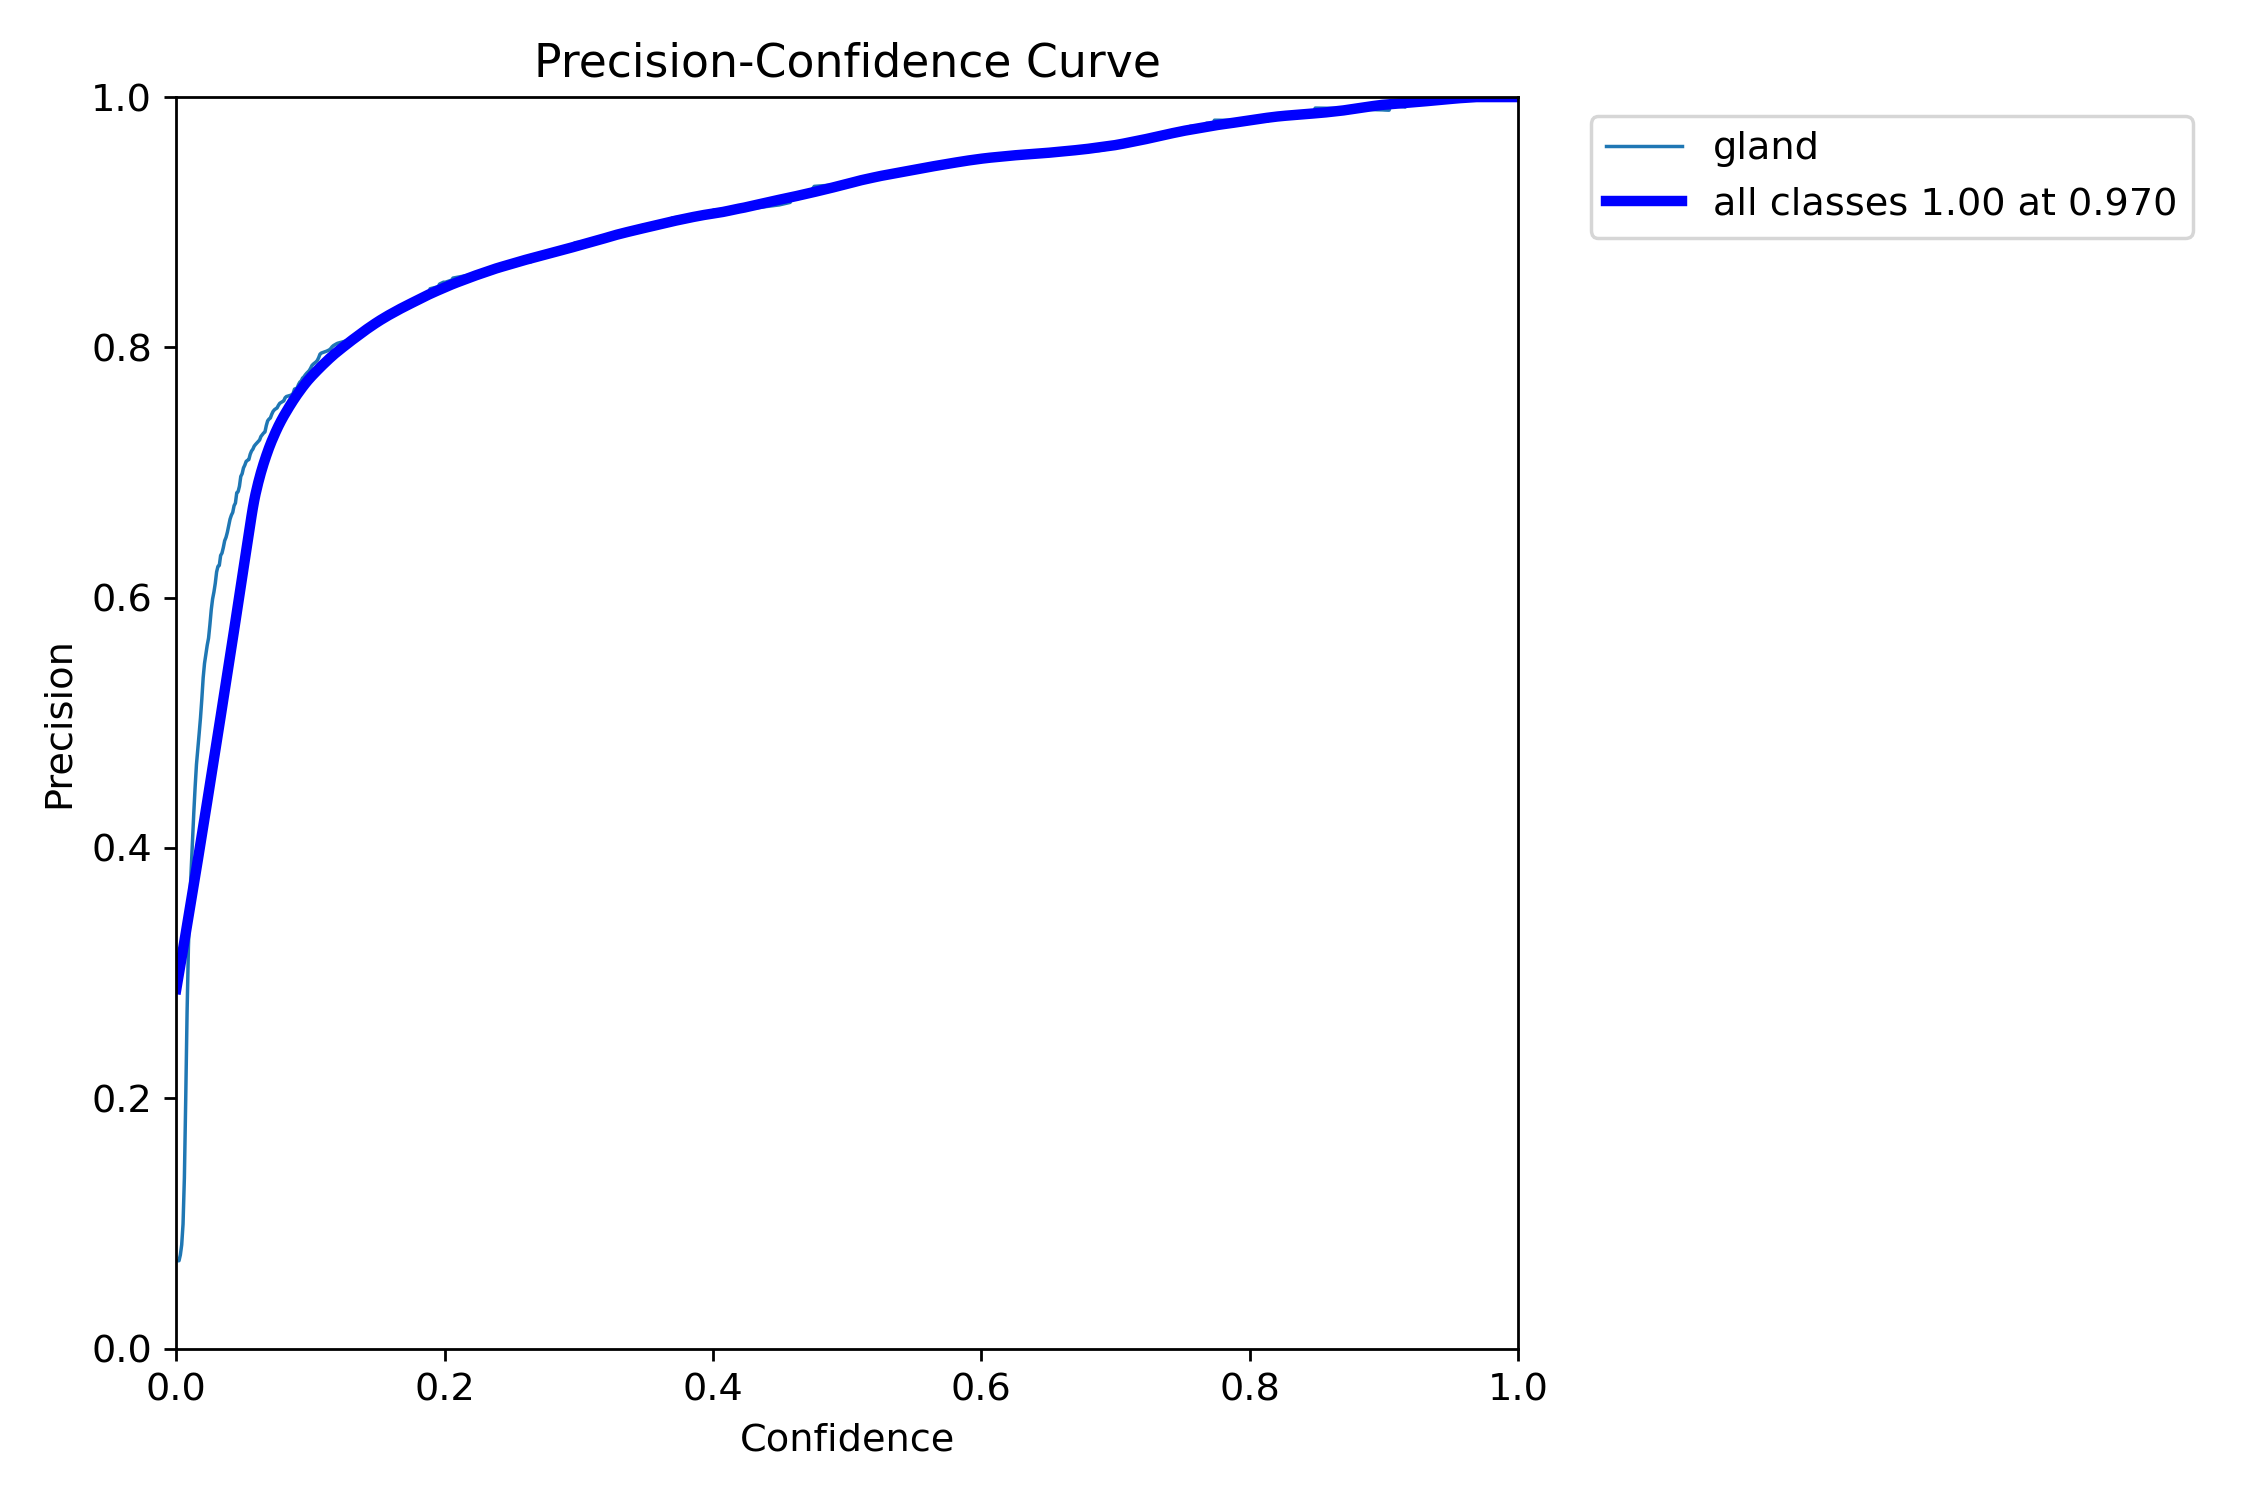 Precision-Confidence Curve
1.0
0.8
0.6
0.4
0.2
0.0
Precision
0.0 0.2 0.4 0.6 0.8 1.0
Confidence
gland
all classes 1.00 at 0.970